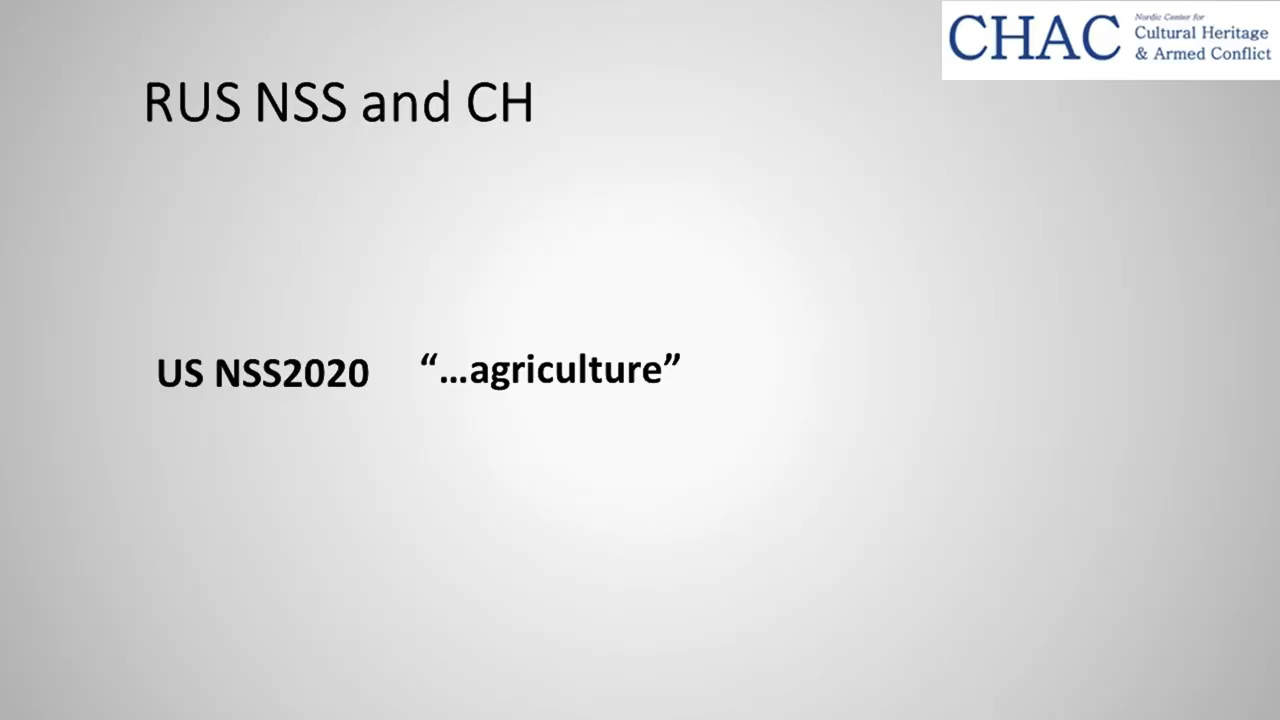 CHAC
Nordic Center for
Cultural Heritage
& Armed Conflict
RUS NSS and CH
US NSS2020 “…agriculture”